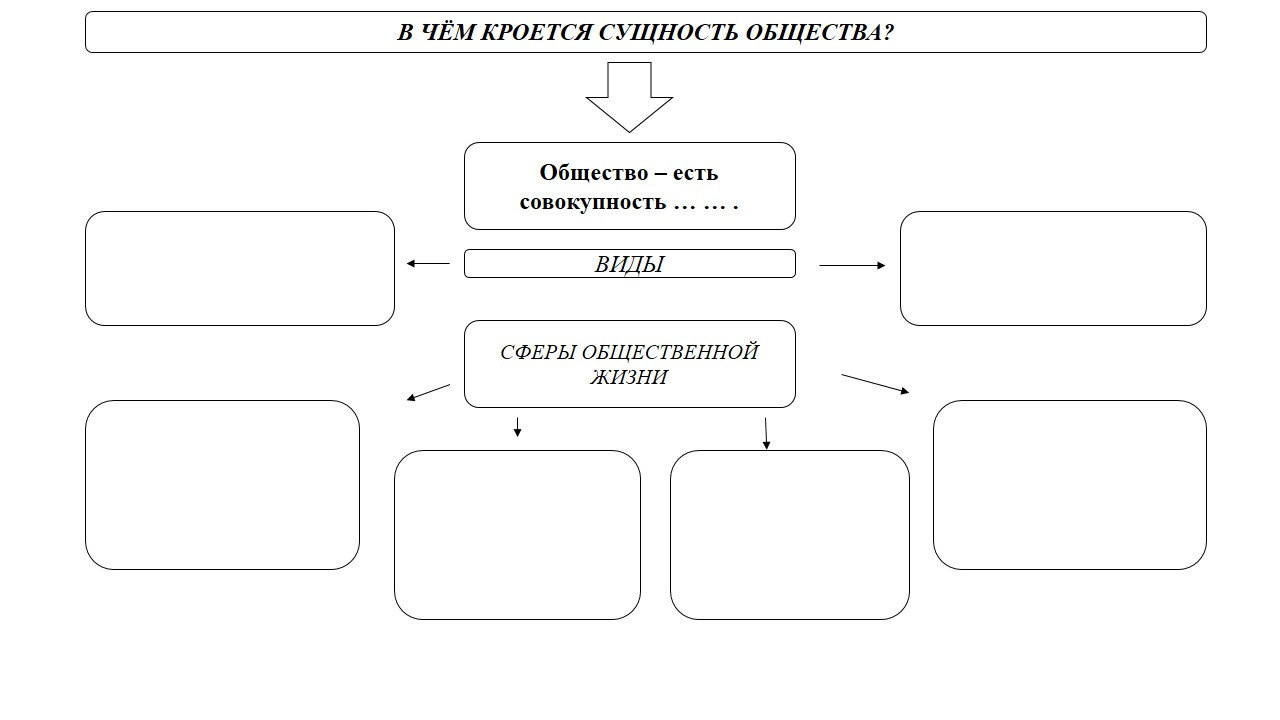 В ЧЁМ КРОЕТСЯ СУЩНОСТЬ ОБЩЕСТВА?
Общество – есть
совокупность … … .
ВИДЫ
СФЕРЫ ОБЩЕСТВЕННОЙ
ЖИЗНИ